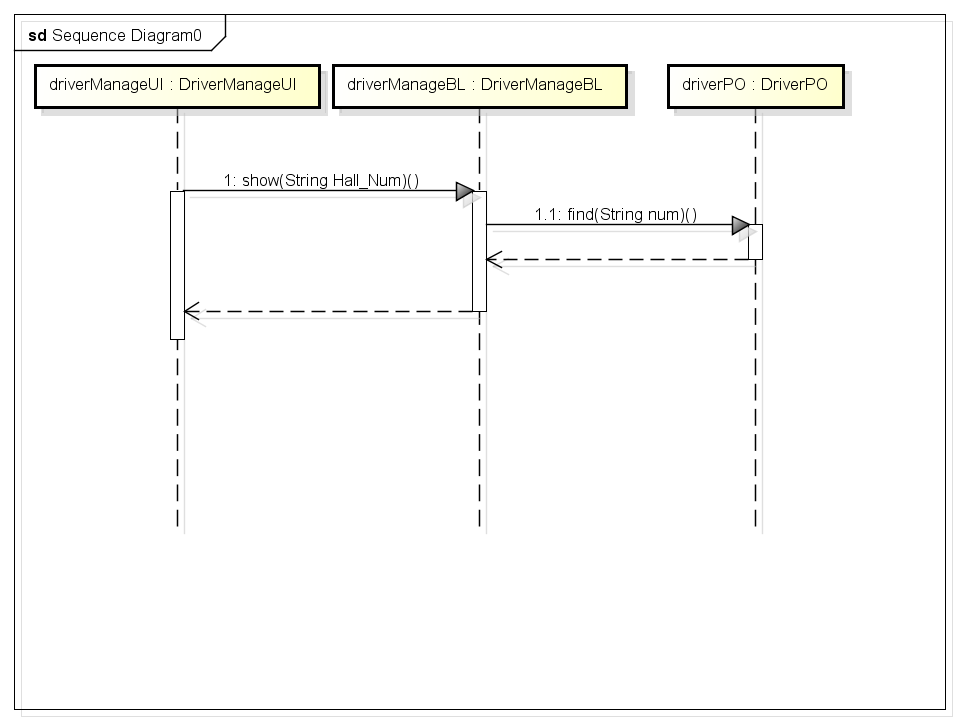 sd Sequence Diagram0
driverManageUI : DriverManageUI
driverManageBL : DriverManageBL
driverPO : DriverPO
1: show(String Hall_Num)()
1.1: find(String num)()